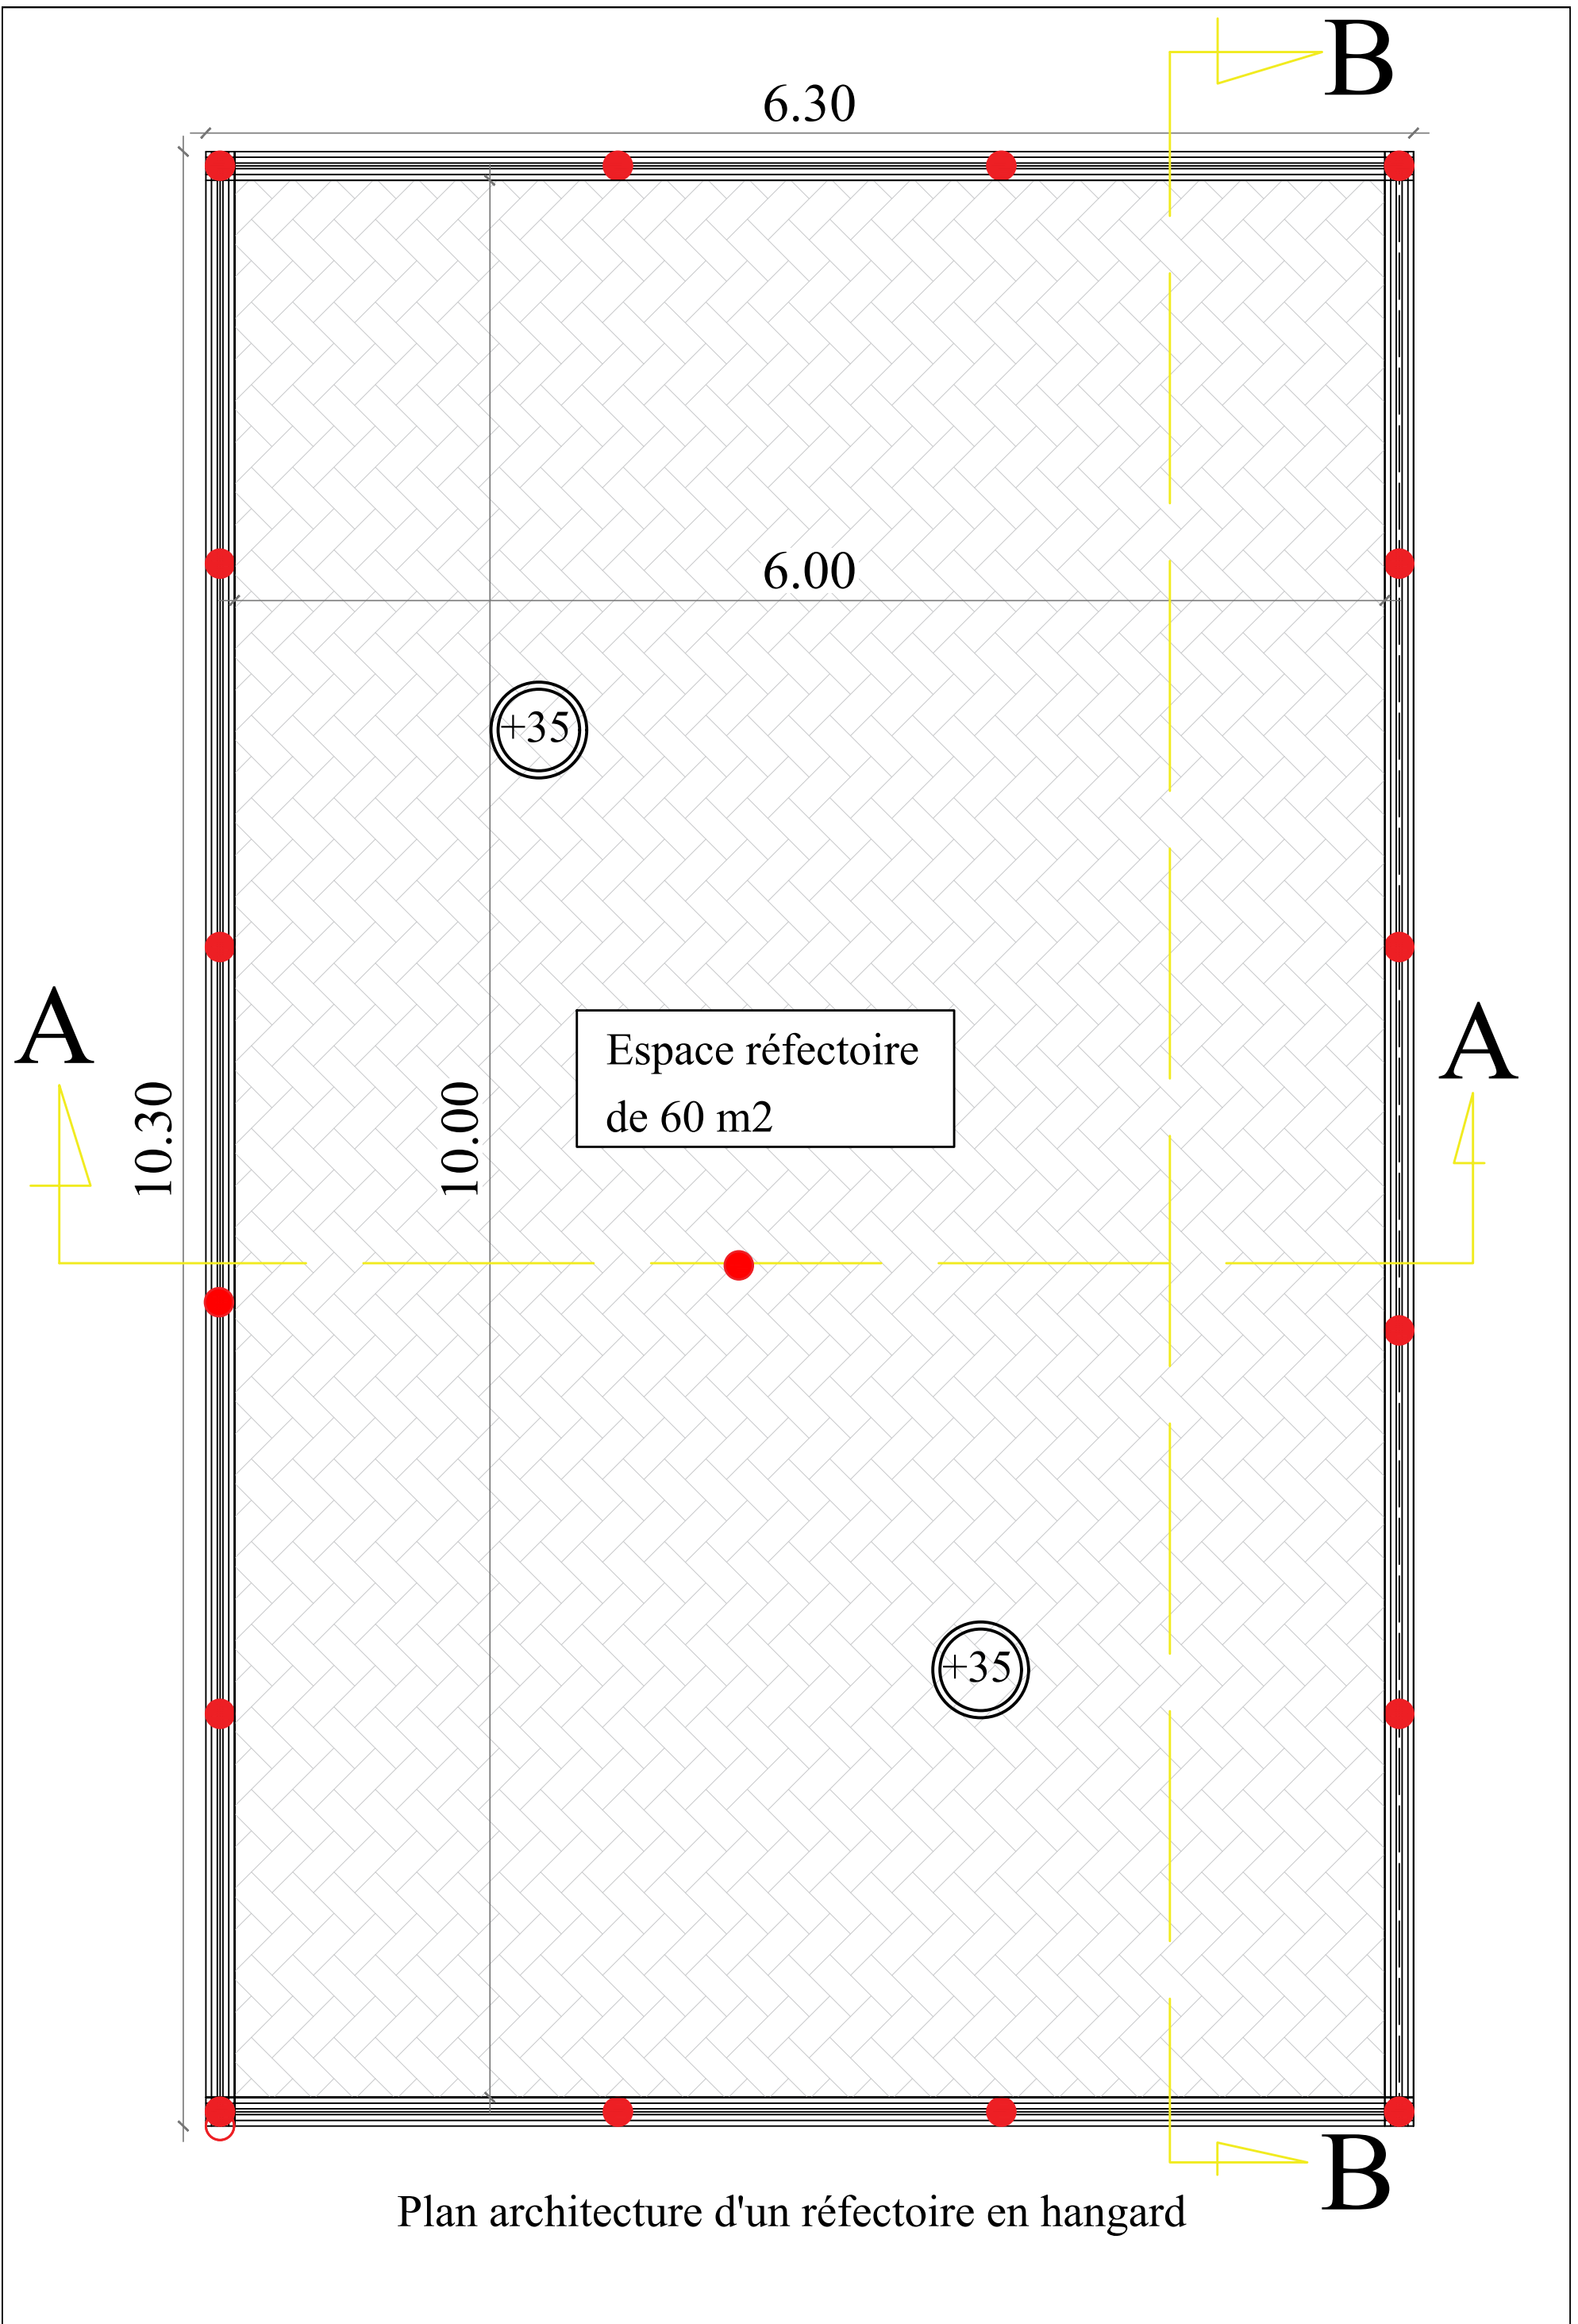 B
6.30
6.00
+35
A
A
Espace réfectoire
de 60 m2
10.30
10.00
+35
B
Plan architecture d'un réfectoire en hangard